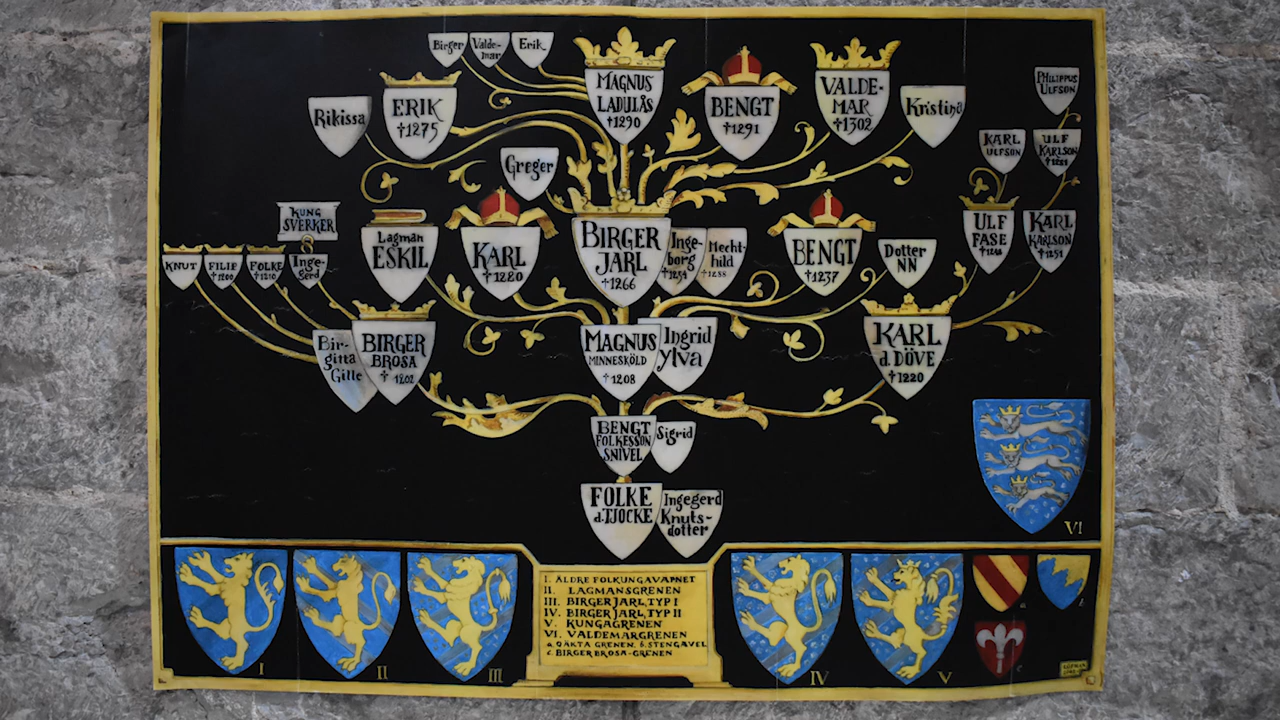 Birger
Valde-
mar
Erik
MAGNUS
LADULÅS
†1290
BENGT
†1291
VALDE-
MAR
†1302
Kristina
PHILIPPUS
ULFSON
Rikissa
ERIK
†1275
Greger
KARL
ULFSON
ULF
KARLSON
KUNG
SVERKER
KNUT
FILIP
†1200
FOLKE
†1210
Inge-
gerd
Lagman
ESKIL
KARL
†1220
BIRGER
JARL
†1266
Inge-
borg
†1254
Mecht-
hild
†1288
BENGT
†1237
Dotter
NN
ULF
FASE
†1248
KARL
KARLSON
†1251
Bir-
gitta
Gille
BIRGER
BROSA
† 1202
MAGNUS
MINNESKÖLD
†1208
Ingrid
Ylva
KARL
d. DÖVE
†1220
BENGT
FOLKESSON
SNIVEL
Sigrid
FOLKE
d. TJOCKE
Ingegerd
Knuts-
dotter
VI
I. ÄLDRE FOLKUNGAVAPNET
II. LAGMANSGRENEN
III. BIRGER JARL, TYP I
IV. BIRGER JARL, TYP II
V. KUNGAGRENEN
VI. VALDEMARGRENEN
a. OÄKTA GRENEN. b. STENGAVEL
c. BIRGER BROSA-GRENEN
I
II
III
IV
V
a
b
c